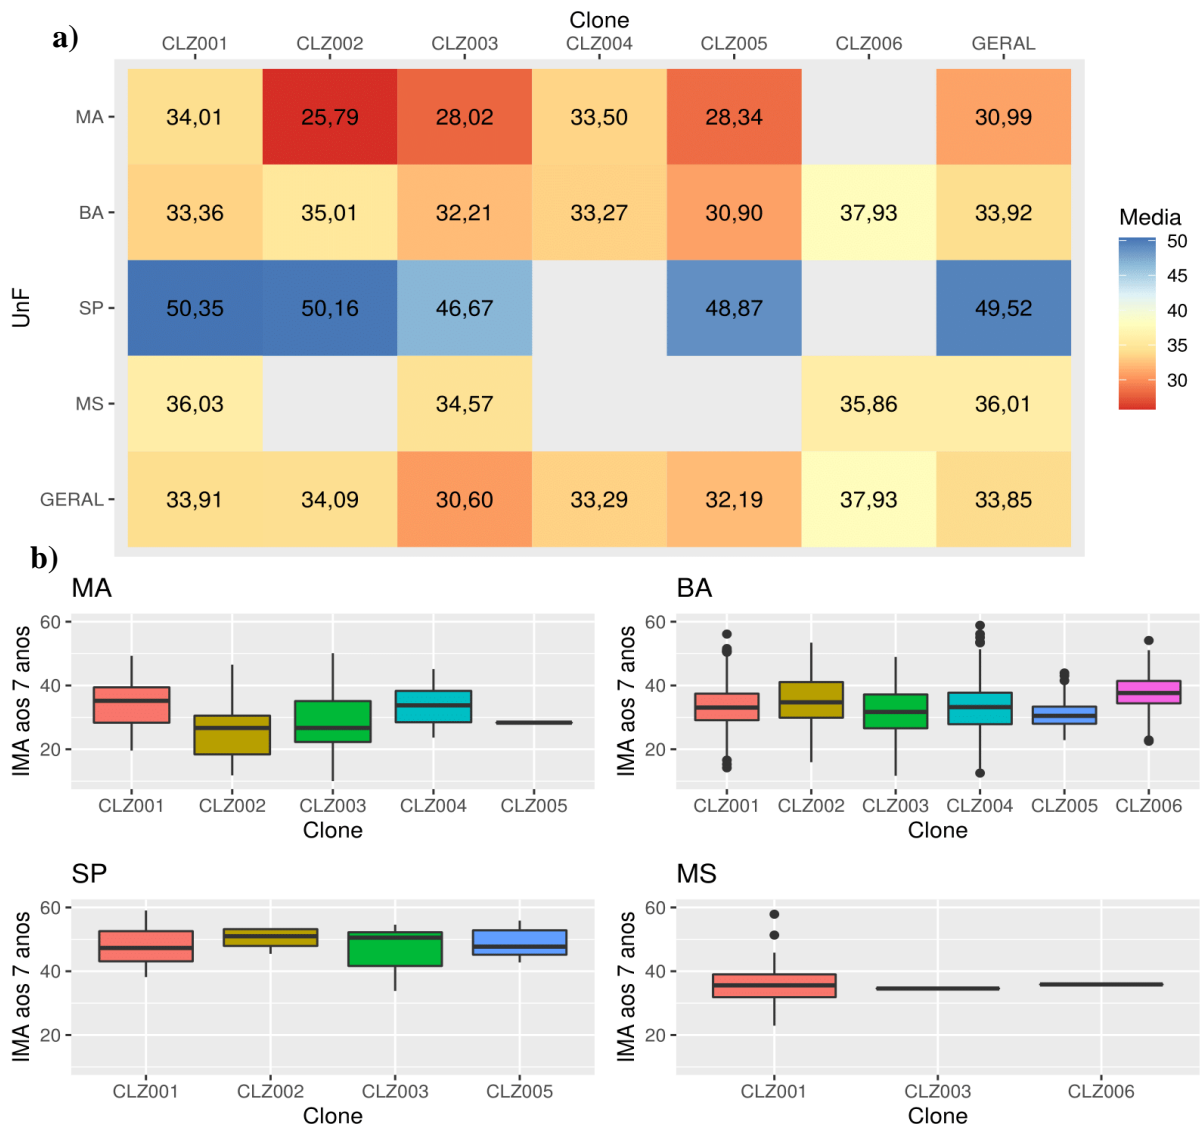 a)
Clone
CLZ001 CLZ002 CLZ003 CLZ004 CLZ005 CLZ006 GERAL
MA 34,01 25,79 28,02 33,50 28,34 30,99
BA 33,36 35,01 32,21 33,27 30,90 37,93 33,92
SP 50,35 50,16 46,67 48,87 49,52
MS 36,03 34,57 35,86 36,01
GERAL 33,91 34,09 30,60 33,29 32,19 37,93 33,85
UnF
Media
50
45
40
35
30
b)
MA
IMA aos 7 anos
60
40
20
CLZ001 CLZ002 CLZ003 CLZ004 CLZ005
Clone
BA
IMA aos 7 anos
60
40
20
CLZ001 CLZ002 CLZ003 CLZ004 CLZ005 CLZ006
Clone
SP
IMA aos 7 anos
60
40
20
CLZ001 CLZ002 CLZ003 CLZ005
Clone
MS
IMA aos 7 anos
60
40
20
CLZ001 CLZ003 CLZ006
Clone